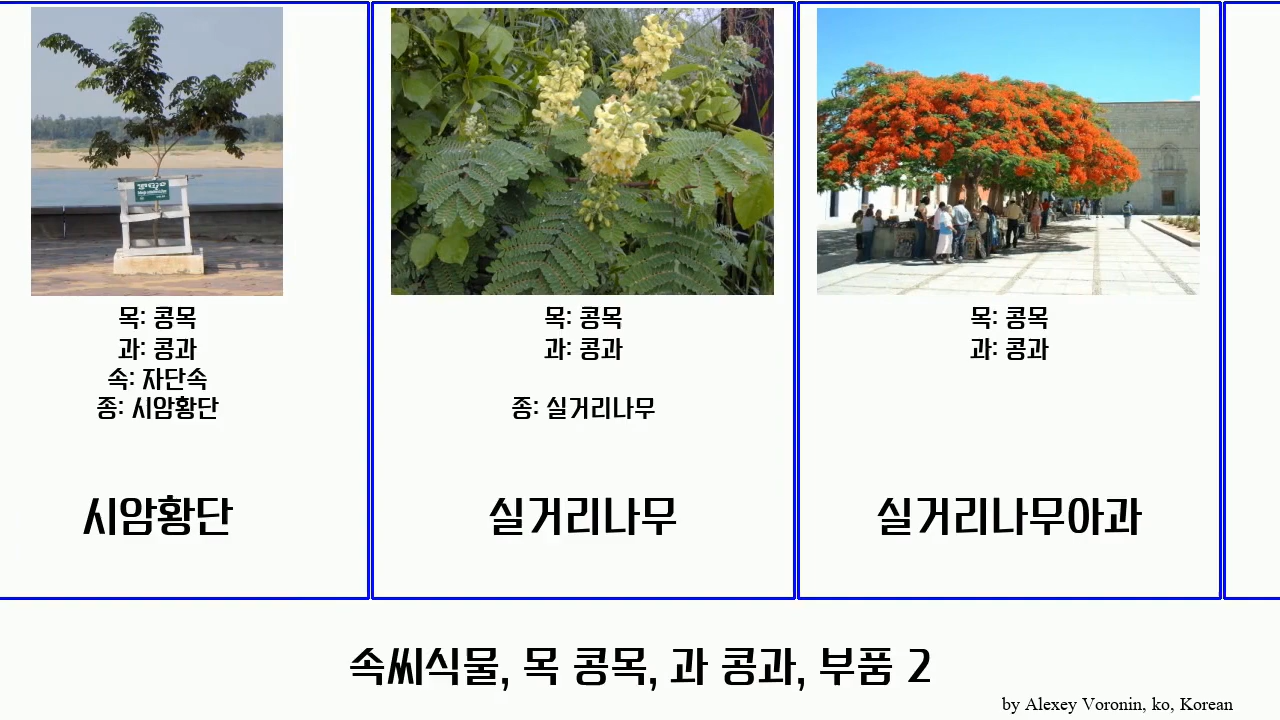 목: 콩목
과: 콩과
속: 자단속
종: 시암황단
시암황단
목: 콩목
과: 콩과
종: 실거리나무
실거리나무
목: 콩목
과: 콩과
실거리나무아과
속씨식물, 목 콩목, 과 콩과, 부품 2
by Alexey Voronin, ko, Korean